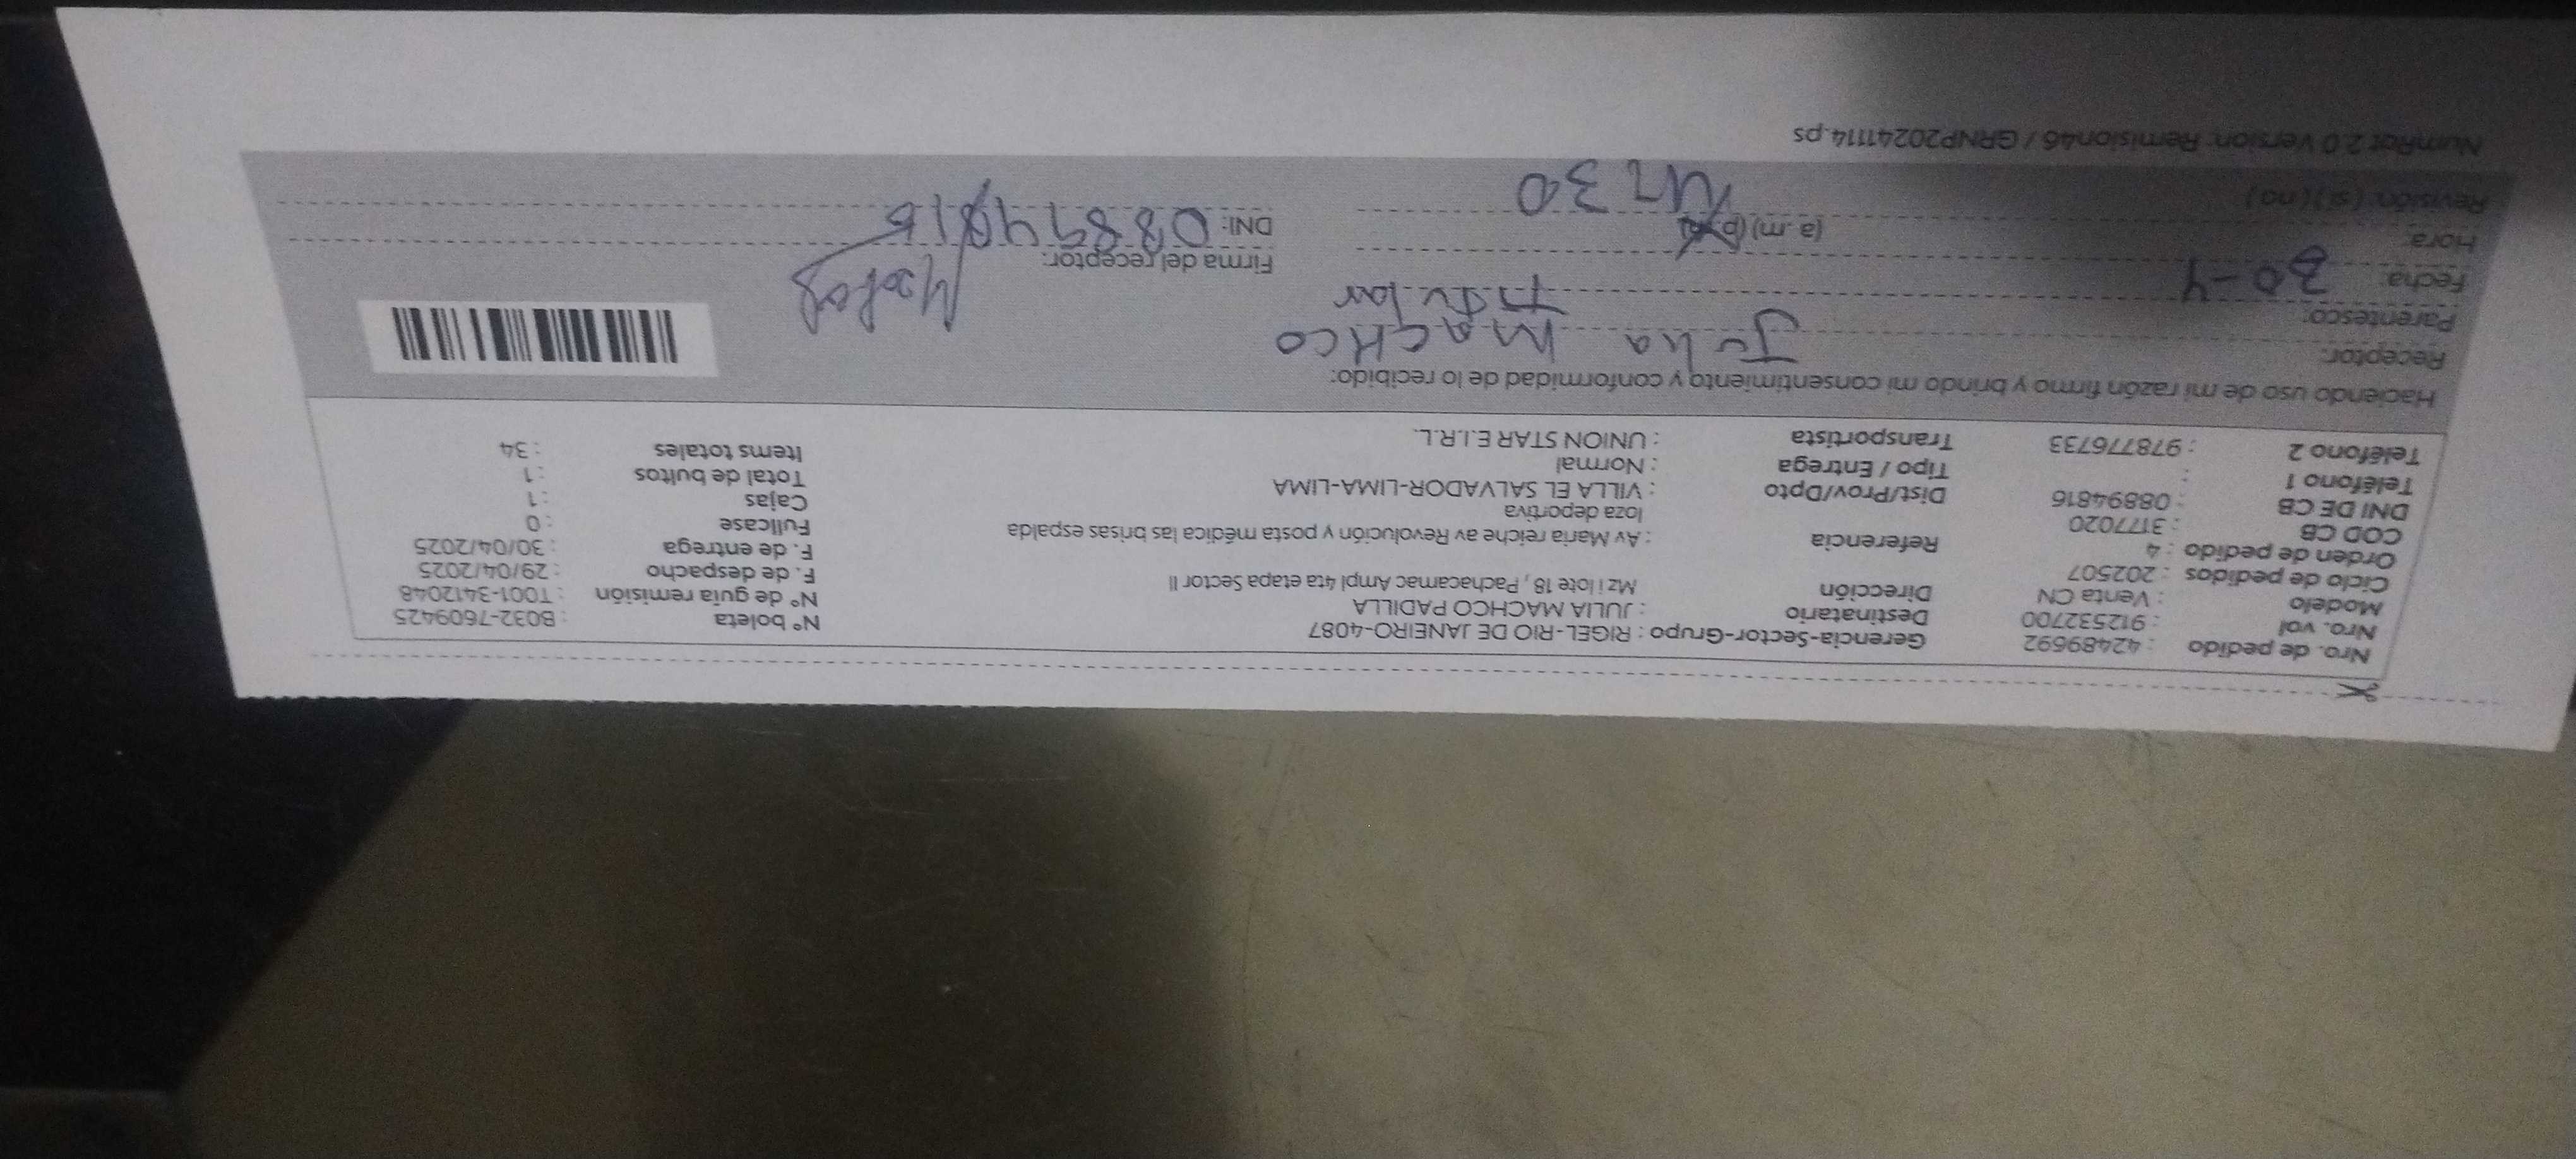 Nro. de pedido : 42489692 Gerencia-Sector-Grupo : RIGEL-RIO DE JANEIRO-4087 N° boleta : B032-7609425
Nro. vol : 912532700 Destinatario : JULIA MACHCO PADILLA N° de guía remisión : T001-3412048
Modelo : Venta CN Dirección Mz i lote 18 , Pachacamac Ampl 4ta etapa Sector II F. de despacho : 29/04/2025
Ciclo de pedidos : 202507 F. de entrega : 30/04/2025
Orden de pedido : 4 Referencia : Av Maria reiche av Revolución y posta médica las brisas espalda Fullcase : 0
COD CB : 3177020 loza deportiva Cajas : 1
DNI DE CB : 08894816 Dist/Prov/Dpto : VILLA EL SALVADOR-LIMA-LIMA Total de bultos : 1
Teléfono 1 : Tipo / Entrega : Normal Items totales : 34
Teléfono 2 : 978776733 Transportista : UNION STAR E.I.R.L.
Haciendo uso de mi razón firmo y brindo mi consentimiento y conformidad de lo recibido:
Receptor: Julia MACHCO
Parentesco: Titular
Fecha: 30-4 Firma del receptor:
Hora: (a.m) (p DNI: 08894816
Revisión: (si) (no) 30
NumRot 2.0 Version: Remision46 / GRNP20241114.ps